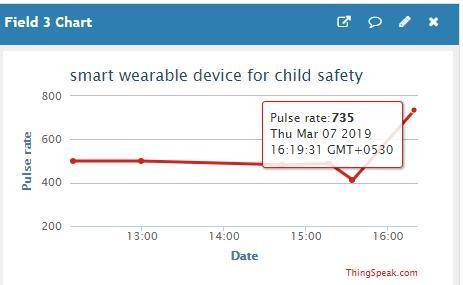 Field 3 Chart
smart wearable device for child safety
800
600
400
200
Pulse rate
Pulse rate:735
Thu Mar 07 2019
16:19:31 GMT+0530
13:00
14:00
15:00
16:00
Date
ThingSpeak.com